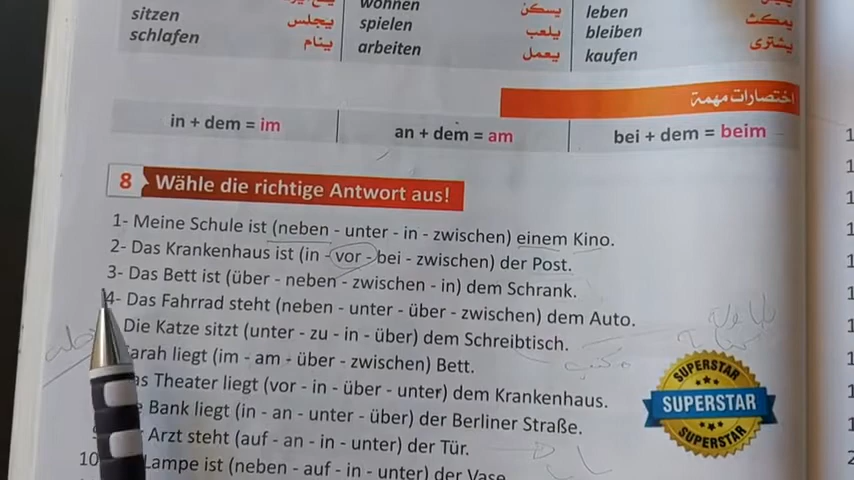 wohnen يسكن leben يعيش
sitzen يجلس spielen يلعب bleiben يمكث
schlafen ينام arbeiten يعمل kaufen يشترى
اختصارات مهمة
in + dem = im an + dem = am bei + dem = beim
8 Wähle die richtige Antwort aus!
1- Meine Schule ist (neben - unter - in - zwischen) einem Kino.
2- Das Krankenhaus ist (in - vor - bei - zwischen) der Post.
3- Das Bett ist (über - neben - zwischen - in) dem Schrank.
4- Das Fahrrad steht (neben - unter - über - zwischen) dem Auto.
Die Katze sitzt (unter - zu - in - über) dem Schreibtisch.
arah liegt (im - am - über - zwischen) Bett.
as Theater liegt (vor - in - über - unter) dem Krankenhaus.
e Bank liegt (in - an - unter - über) der Berliner Straße.
Arzt steht (auf - an - in - unter) der Tür.
10 Lampe ist (neben - auf - in - unter) der Vase
SUPERSTAR
SUPERSTAR
SUPERSTAR